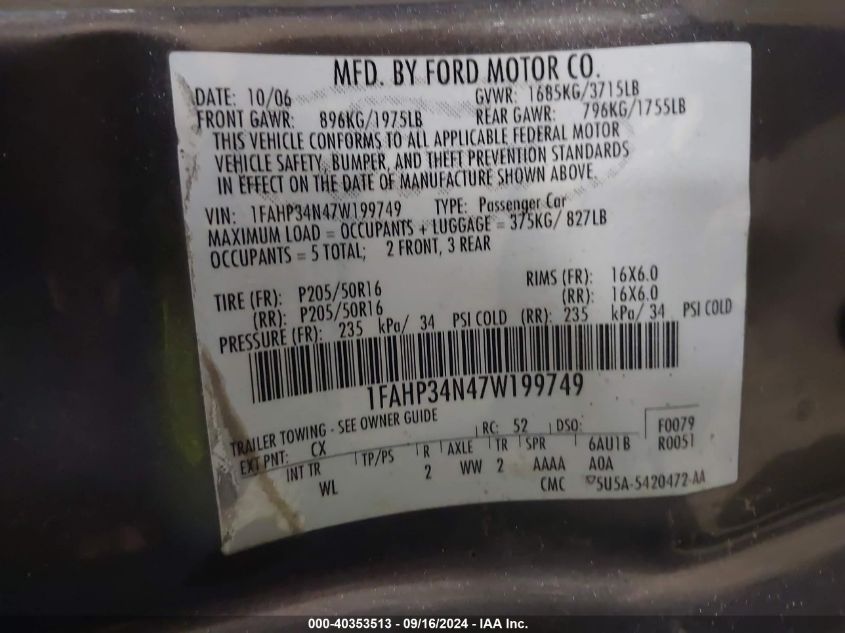 MFD. BY FORD MOTOR CO.
DATE: 10/06 GVWR: 1685KG/3715LB
FRONT GAWR: 896KG/1975LB REAR GAWR: 796KG/1755LB
THIS VEHICLE CONFORMS TO ALL APPLICABLE FEDERAL MOTOR
VEHICLE SAFETY, BUMPER, AND THEFT PREVENTION STANDARDS
IN EFFECT ON THE DATE OF MANUFACTURE SHOWN ABOVE.
VIN: 1FAHP34N47W199749 TYPE: Passenger Car
MAXIMUM LOAD = OCCUPANTS + LUGGAGE = 375KG/ 827LB
OCCUPANTS = 5 TOTAL; 2 FRONT, 3 REAR
TIRE (FR): P205/50R16 RIMS (FR): 16X6.0
(RR): P205/50R16 (RR): 16X6.0
PRESSURE (FR): 235 kPa/ 34 PSI COLD (RR): 235 kPa/ 34 PSI COLD
1FAHP34N47W199749
TRAILER TOWING - SEE OWNER GUIDE
EXT PNT: CX RC: 52 DSO: F0079
INT TR TP/PS R AXLE TR SPR 6AU1B R0051
WL 2 WW 2 AAAA AOA
CMC 5U5A-5420472-AA
000-40353513 - 09/16/2024 - IAA Inc.